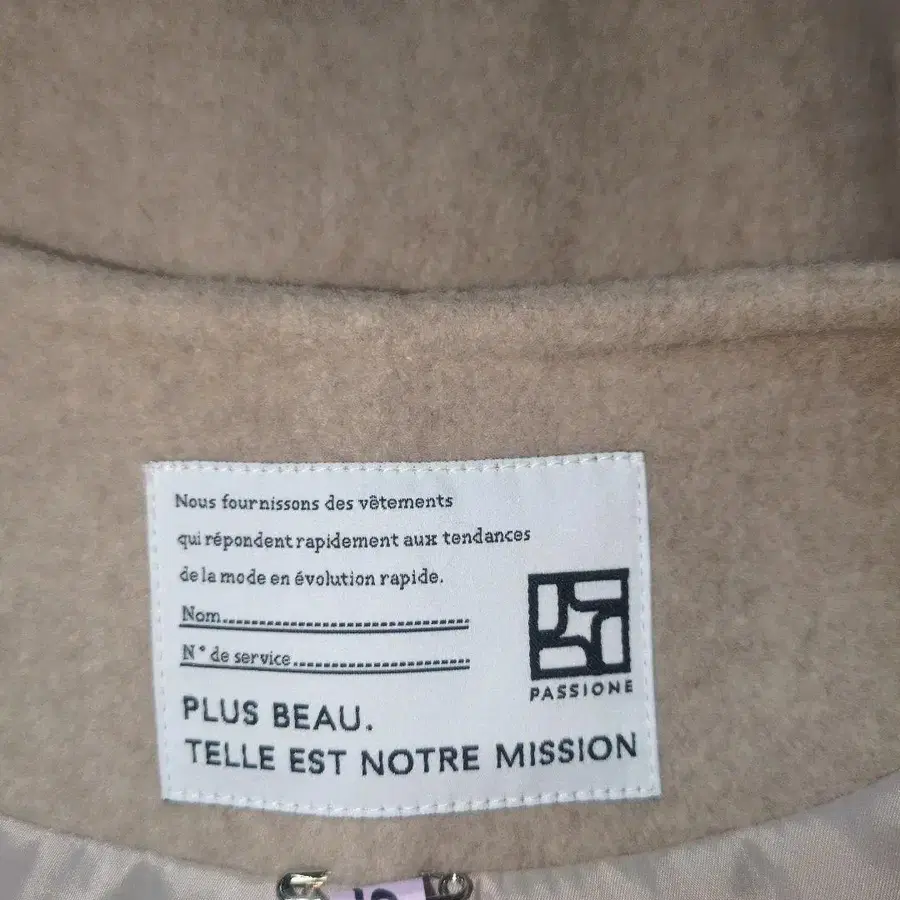 Nous fournissons des vêtements
qui répondent rapidement aux tendances
de la mode en évolution rapide.
Nom
N° de service
PASSIONE
PLUS BEAU.
TELLE EST NOTRE MISSION